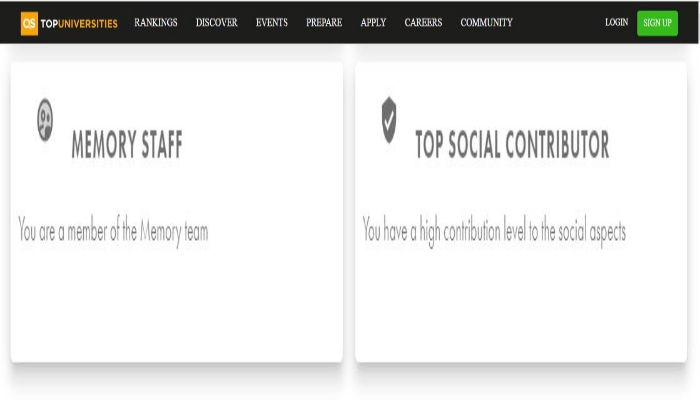 QS TOPUNIVERSITIES RANKINGS DISCOVER EVENTS PREPARE APPLY CAREERS COMMUNITY LOGIN SIGN UP
MEMORY STAFF
You are a member of the Memory team
TOP SOCIAL CONTRIBUTOR
You have a high contribution level to the social aspects